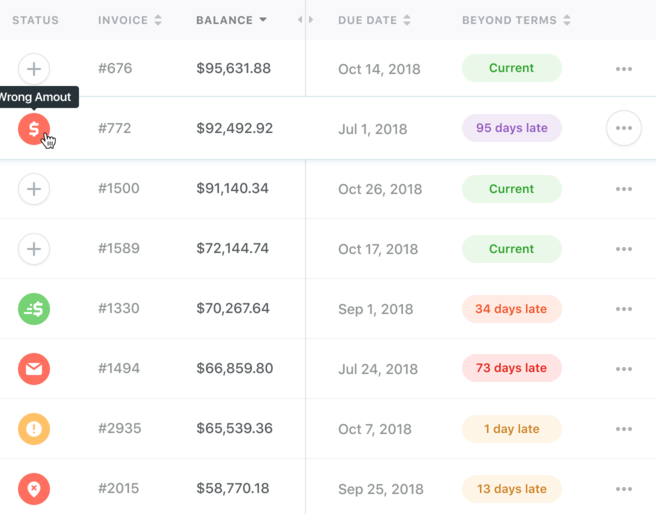 STATUS INVOICE BALANCE DUE DATE BEYOND TERMS
#676 $95,631.88 Oct 14, 2018 Current
Wrong Amout
$ #772 $92,492.92 Jul 1, 2018 95 days late
#1500 $91,140.34 Oct 26, 2018 Current
#1589 $72,144.74 Oct 17, 2018 Current
$ #1330 $70,267.64 Sep 1, 2018 34 days late
#1494 $66,859.80 Jul 24, 2018 73 days late
#2935 $65,539.36 Oct 7, 2018 1 day late
#2015 $58,770.18 Sep 25, 2018 13 days late